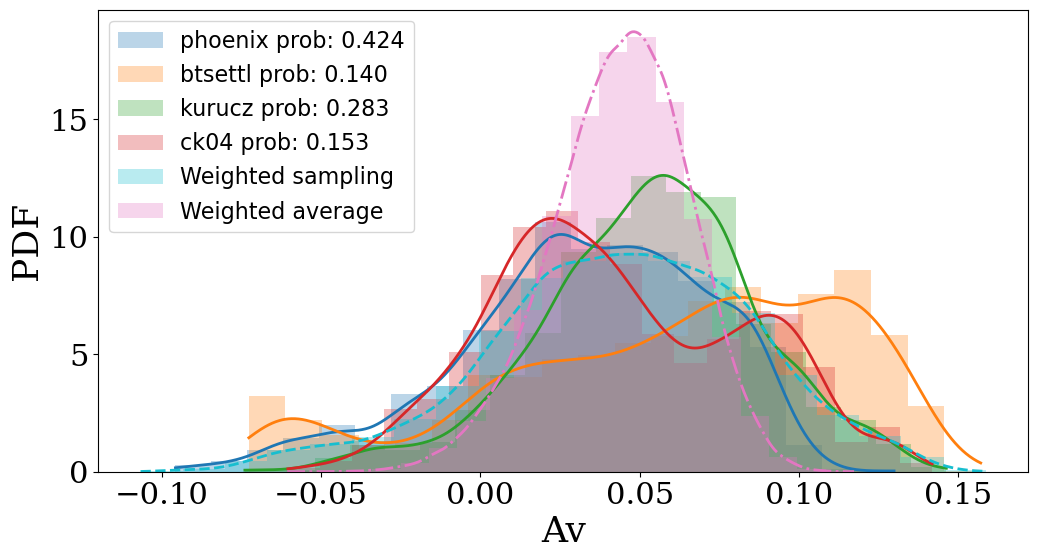 phoenix prob: 0.424
btsettl prob: 0.140
kurucz prob: 0.283
ck04 prob: 0.153
Weighted sampling
Weighted average
PDF
15
10
5
0
−0.10 −0.05 0.00 0.05 0.10 0.15
Av